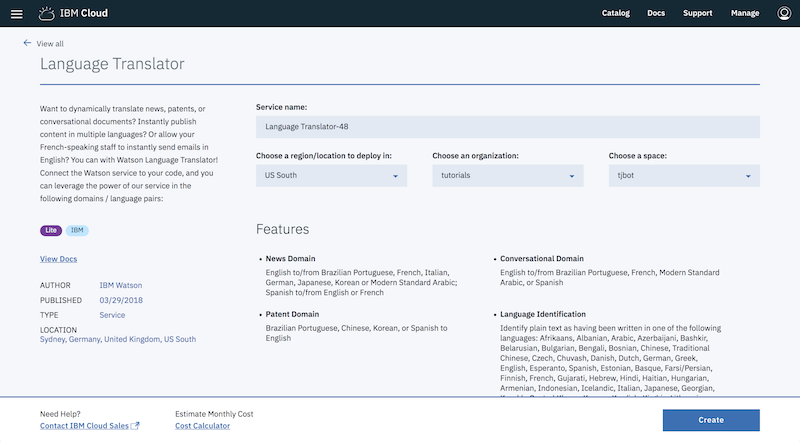 IBM Cloud
Catalog
Docs
Support
Manage
View all
Language Translator
Want to dynamically translate news, patents, or
conversational documents? Instantly publish
content in multiple languages? Or allow your
French-speaking staff to instantly send emails in
English? You can with Watson Language Translator!
Connect the Watson service to your code, and you
can leverage the power of our service in the
following domains / language pairs:
Lite
IBM
View Docs
AUTHOR
IBM Watson
PUBLISHED
03/29/2018
TYPE
Service
LOCATION
Sydney, Germany, United Kingdom, US South
Service name:
Language Translator-48
Choose a region/location to deploy in:
US South
Choose an organization:
tutorials
Choose a space:
tjbot
Features
• News Domain
English to/from Brazilian Portuguese, French, Italian,
German, Japanese, Korean or Modern Standard Arabic;
Spanish to/from English or French
• Patent Domain
Brazilian Portuguese, Chinese, Korean, or Spanish to
English
• Conversational Domain
English to/from Brazilian Portuguese, French, Modern Standard
Arabic, or Spanish
• Language Identification
Identify plain text as having been written in one of the following
languages: Afrikaans, Albanian, Arabic, Azerbaijani, Bashkir,
Belarusian, Bulgarian, Bengali, Bosnian, Chinese, Traditional
Chinese, Czech, Chuvash, Danish, Dutch, German, Greek,
English, Esperanto, Spanish, Estonian, Basque, Farsi/Persian,
Finnish, French, Gujarati, Hebrew, Hindi, Haitian, Hungarian,
Armenian, Indonesian, Icelandic, Italian, Japanese, Georgian,
Need Help?
Contact IBM Cloud Sales
Estimate Monthly Cost
Cost Calculator
Create